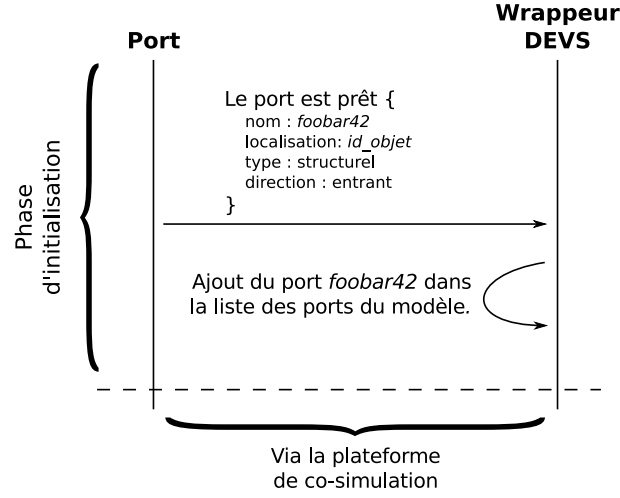 Port
Wrappeur
DEVS
Phase
d'initialisation
Le port est prêt {
nom : foobar42
localisation: id_objet
type : structurel
direction : entrant
}
Ajout du port foobar42 dans
la liste des ports du modèle.
Via la plateforme
de co-simulation